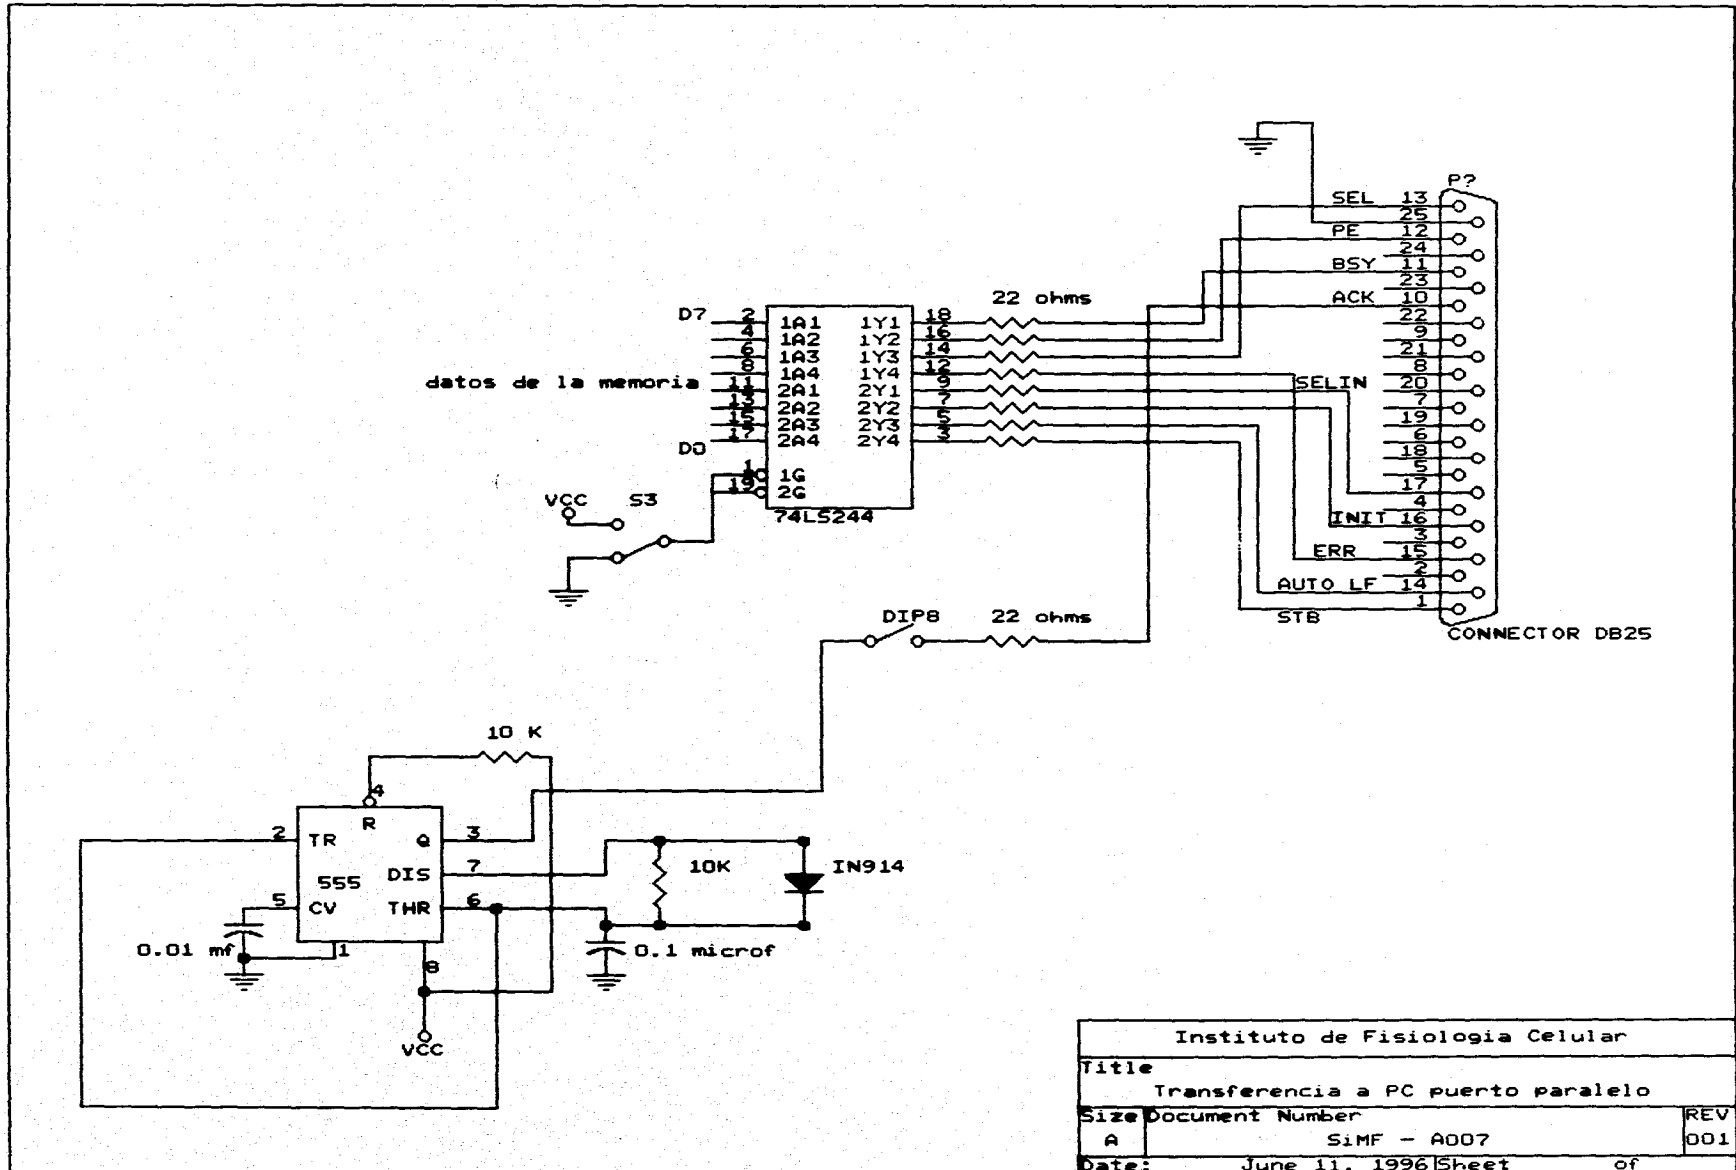 P?
SEL 13
25
PE 12
24
BSY 11
23
22 ohms
ACK 10
22
9
21
8
SELIN 20
7
19
6
18
5
17
4
INIT 16
3
ERR 15
2
AUTO LF 14
1
STB
CONNECTOR DB25
D7 2 1A1 1Y1 18
4 1A2 1Y2 16
6 1A3 1Y3 14
8 1A4 1Y4 12
datos de la memoria 11 2A1 2Y1 9
2A2 2Y2 7
2A3 2Y3 5
2A4 2Y4 3
D0
1 1G
19 2G
74LS244
VCC S3
DIP8 22 ohms
10 K
4
R
2 TR Q 3
DIS 7
555
5 CV THR 6
10K IN914
0.01 mf 1
8
0.1 microf
VCC
Instituto de Fisiologia Celular
Title
Transferencia a PC puerto paralelo
Size Document Number REV
A SiMF - A007 001
Date: June 11, 1996 Sheet of